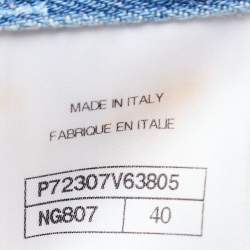 MADE IN ITALY
FABRIQUE EN ITALIE
P72307V63805
NG807 40